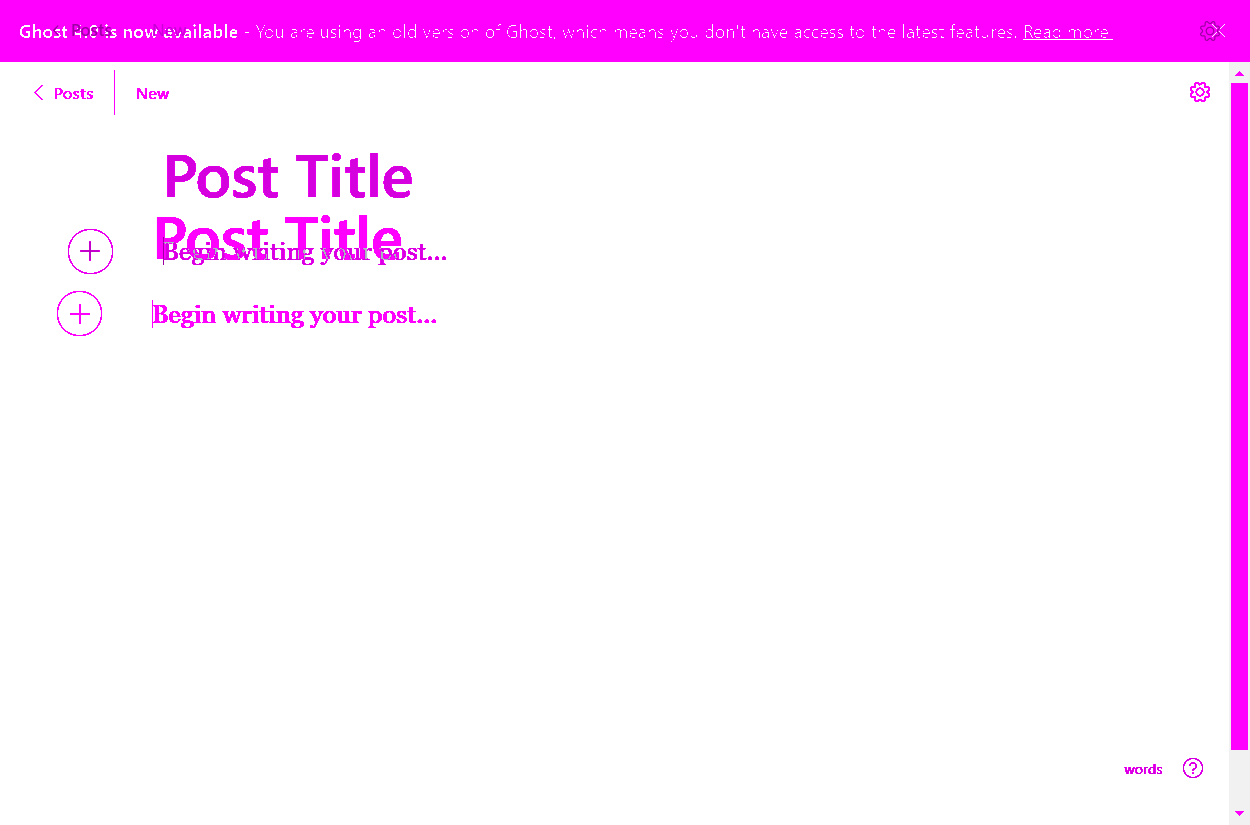 Ghost 4.0 is now available - You are using an old version of Ghost, which means you don't have access to the latest features. Read more
Posts New
Posts New
Post Title
Post Title
Begin writing your post...
Begin writing your post...
words